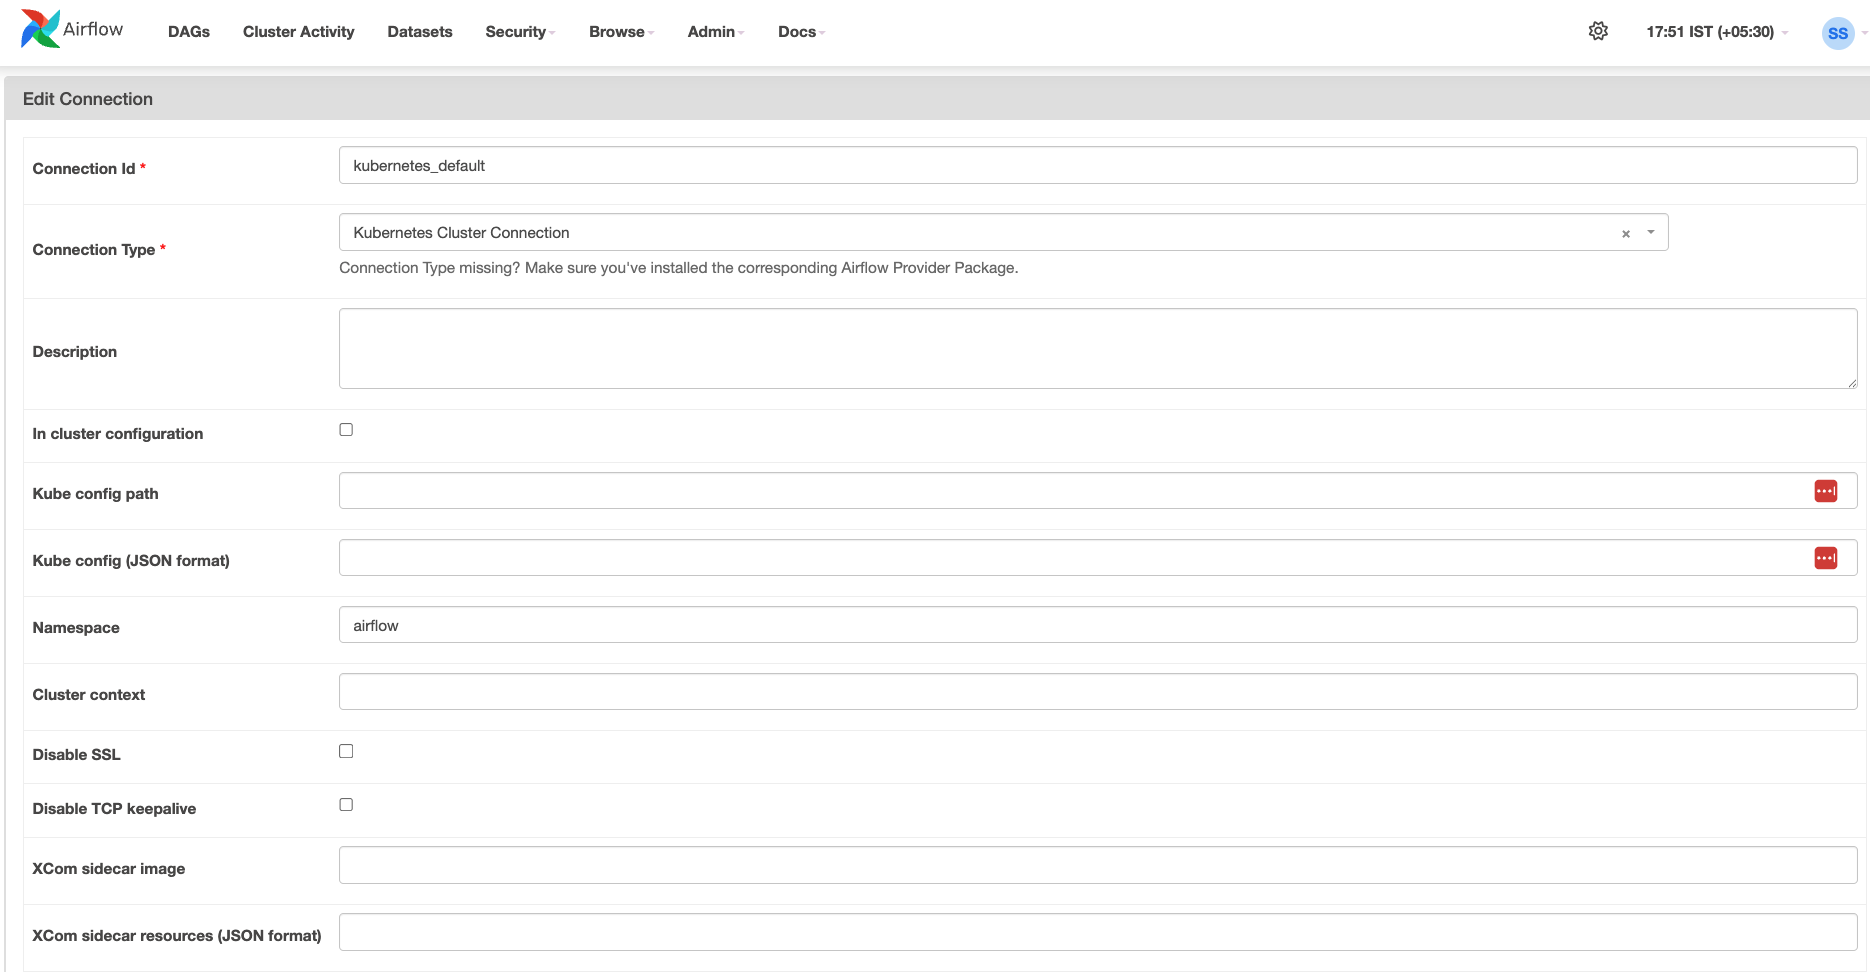 Airflow DAGs Cluster Activity Datasets Security Browse Admin Docs 17:51 IST (+05:30) SS
Edit Connection
Connection Id * kubernetes_default
Connection Type * Kubernetes Cluster Connection × 
Connection Type missing? Make sure you've installed the corresponding Airflow Provider Package.
Description
In cluster configuration
Kube config path
Kube config (JSON format)
Namespace airflow
Cluster context
Disable SSL
Disable TCP keepalive
XCom sidecar image
XCom sidecar resources (JSON format)